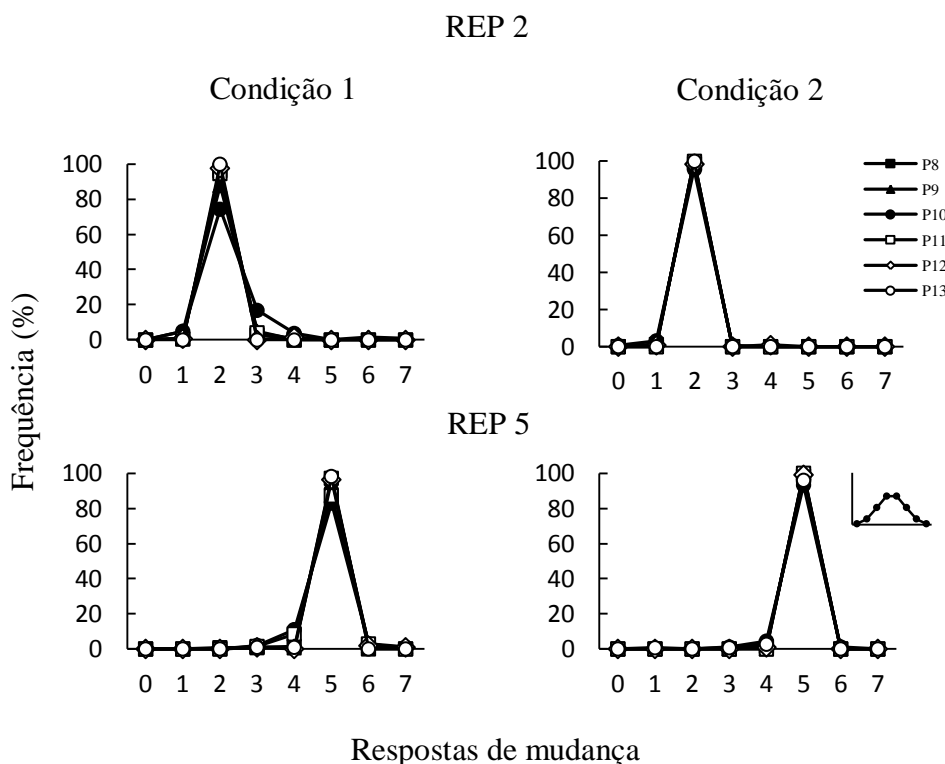 REP 2
Condição 1
Condição 2
Frequência (%)
100
80
60
40
20
0
0 1 2 3 4 5 6 7
100
80
60
40
20
0
0 1 2 3 4 5 6 7
P8
P9
P10
P11
P12
P13
REP 5
100
80
60
40
20
0
0 1 2 3 4 5 6 7
100
80
60
40
20
0
0 1 2 3 4 5 6 7
Respostas de mudança